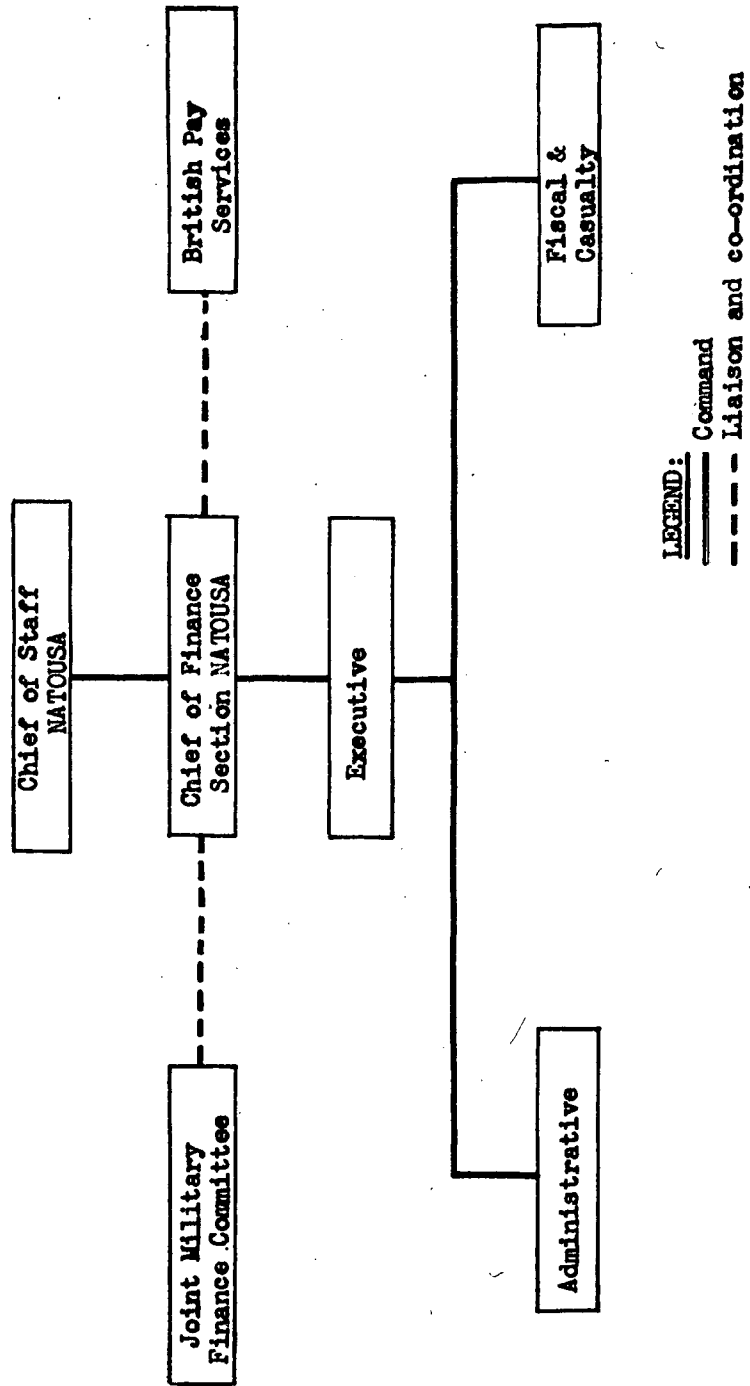 Chief of Staff
NATOUSA
Joint Military
Finance Committee
Chief of Finance
Section NATOUSA
British Pay
Services
Executive
Administrative
Fiscal &
Casualty
LEGEND:
Command
Liaison and co-ordination